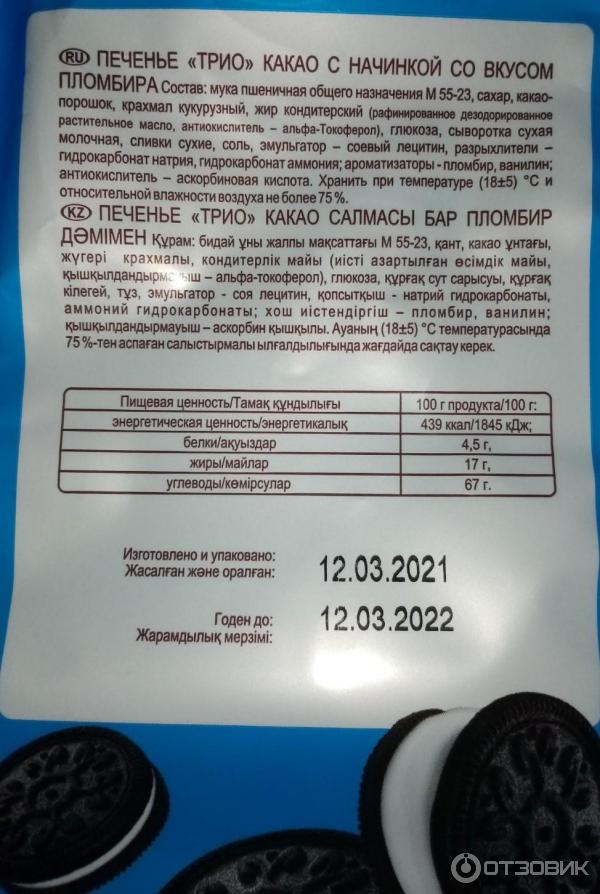 RU ПЕЧЕНЬЕ «ТРИО» КАКАО С НАЧИНКОЙ СО ВКУСОМ
ПЛОМБИРА Состав: мука пшеничная общего назначения М 55-23, сахар, какао-
порошок, крахмал кукурузный, жир кондитерский (рафинированное дезодорированное
растительное масло, антиокислитель – альфа-Токоферол), глюкоза, сыворотка сухая
молочная, сливки сухие, соль, эмульгатор – соевый лецитин, разрыхлители –
гидрокарбонат натрия, гидрокарбонат аммония; ароматизаторы - пломбир, ванилин;
антиокислитель – аскорбиновая кислота. Хранить при температуре (18±5) °С и
относительной влажности воздуха не более 75 %.
KZ ПЕЧЕНЬЕ «ТРИО» КАКАО САЛМАСЫ БАР ПЛОМБИР
ДӘМІМЕН Құрам: бидай ұны жалпы мақсаттағы М 55-23, қант, какао ұнтағы,
жүгері крахмалы, кондитерлік майы (иісі азартылған өсімдік майы,
қышқылдандырмауыш – альфа-токоферол), глюкоза, құрғақ сүт сарысуы, құрғақ
кілегей, тұз, эмульгатор - соя лецитин, қопсытқыш - натрий гидрокарбонаты,
аммоний гидрокарбонаты; хош иістендіргіш – пломбир, ванилин;
қышқылдандырмауыш – аскорбин қышқылы. Ауаның (18±5) °С температурасында
75 %-тен аспаған салыстырмалы ылғалдылығында жағдайда сақтау керек.
Пищевая ценность/Тамақ құндылығы 100 г продукта/100 г:
энергетическая ценность/энергетикалық 439 ккал/1845 кДж;
белки/ақуыздар 4,5 г,
жиры/майлар 17 г,
углеводы/көмірсулар 67 г.
Изготовлено и упаковано: 12.03.2021
Жасалған және оралған:
Годен до: 12.03.2022
Жарамдылық мерзімі:
ОТЗОВИК